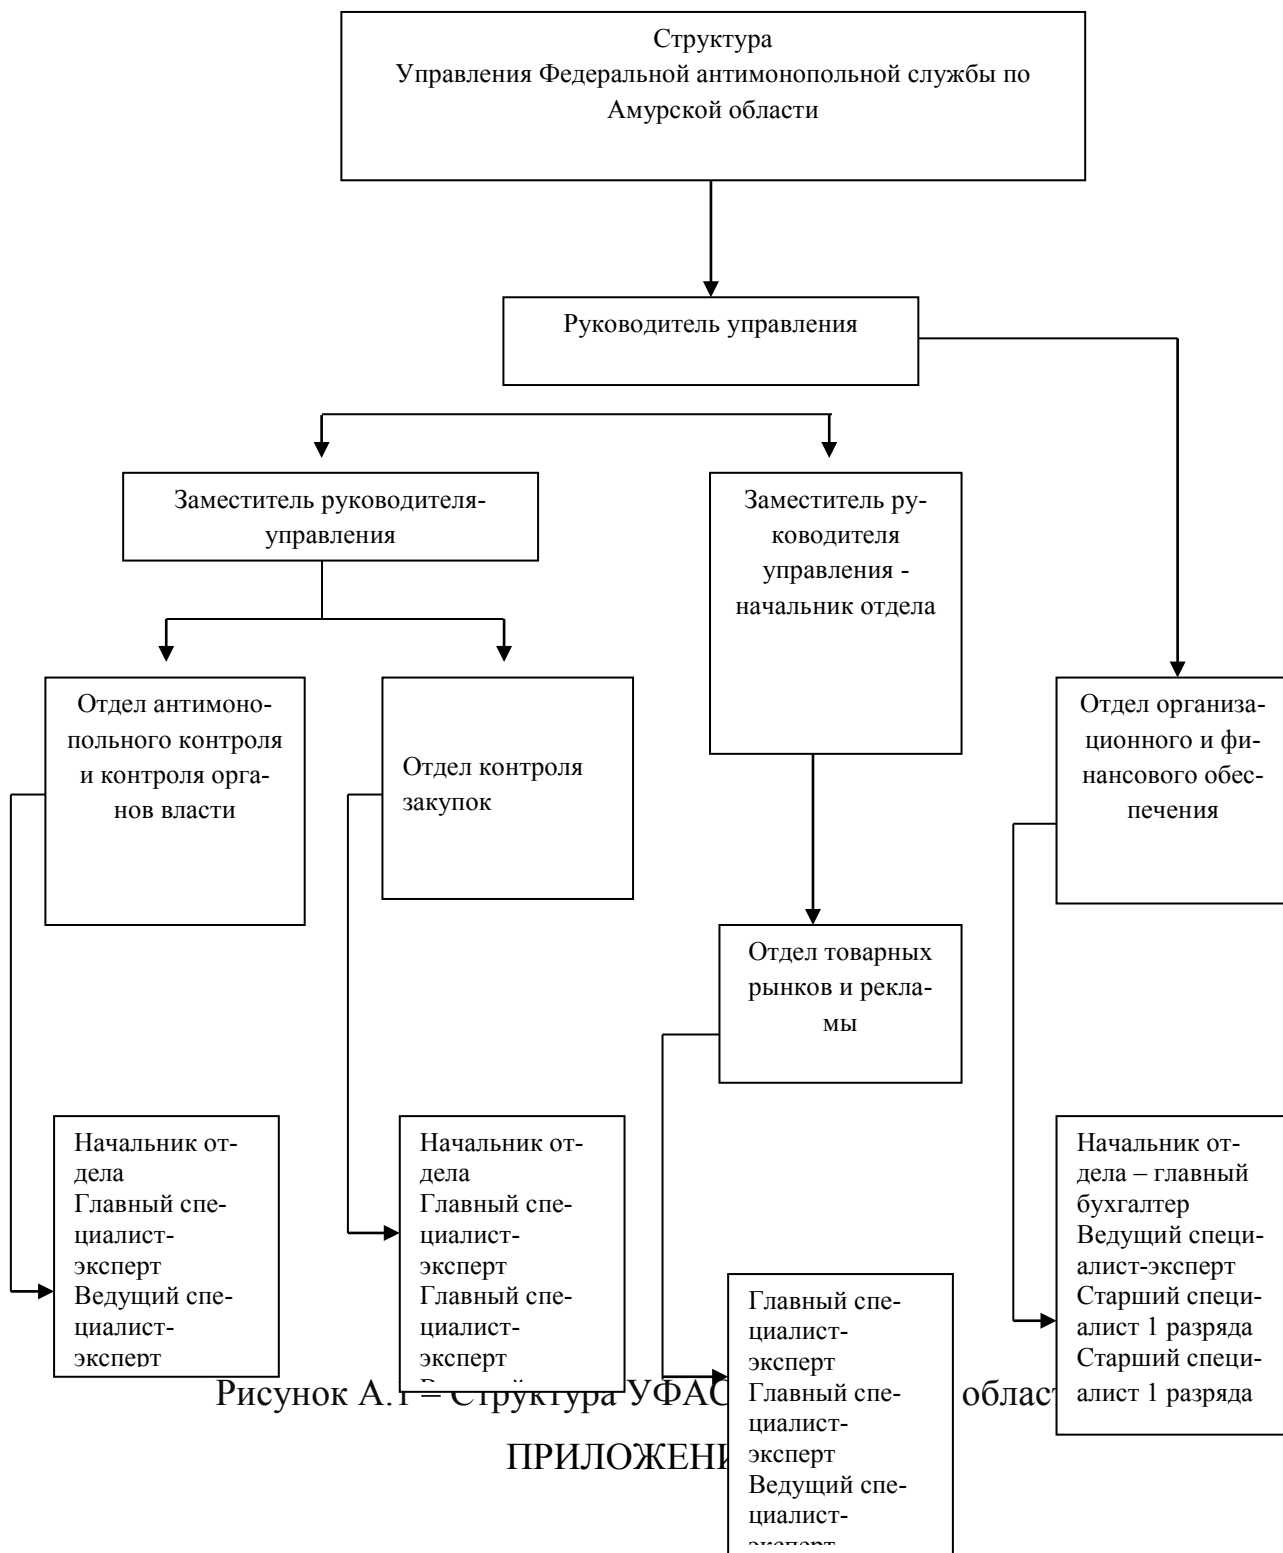 Структура
Управления Федеральной антимонопольной службы по
Амурской области
Руководитель управления
Заместитель руководителя-
управления
Заместитель ру-
ководителя
управления -
начальник отдела
Отдел антимоно-
польного контроля
и контроля орга-
нов власти
Отдел контроля
закупок
Отдел организа-
ционного и фи-
нансового обес-
печения
Отдел товарных
рынков и рекла-
мы
Начальник от-
дела
Главный спе-
циалист-
эксперт
Ведущий спе-
циалист-
эксперт
Начальник от-
дела
Главный спе-
циалист-
эксперт
Главный спе-
циалист-
эксперт
Главный спе-
циалист-
эксперт
Главный спе-
циалист-
эксперт
Ведущий спе-
циалист-
Начальник от-
дела – главный
бухгалтер
Ведущий специ-
алист-эксперт
Старший специ-
алист 1 разряда
Старший специ-
алист 1 разряда
Рисунок А.1 – Структура УФАС облас
ПРИЛОЖЕНИ